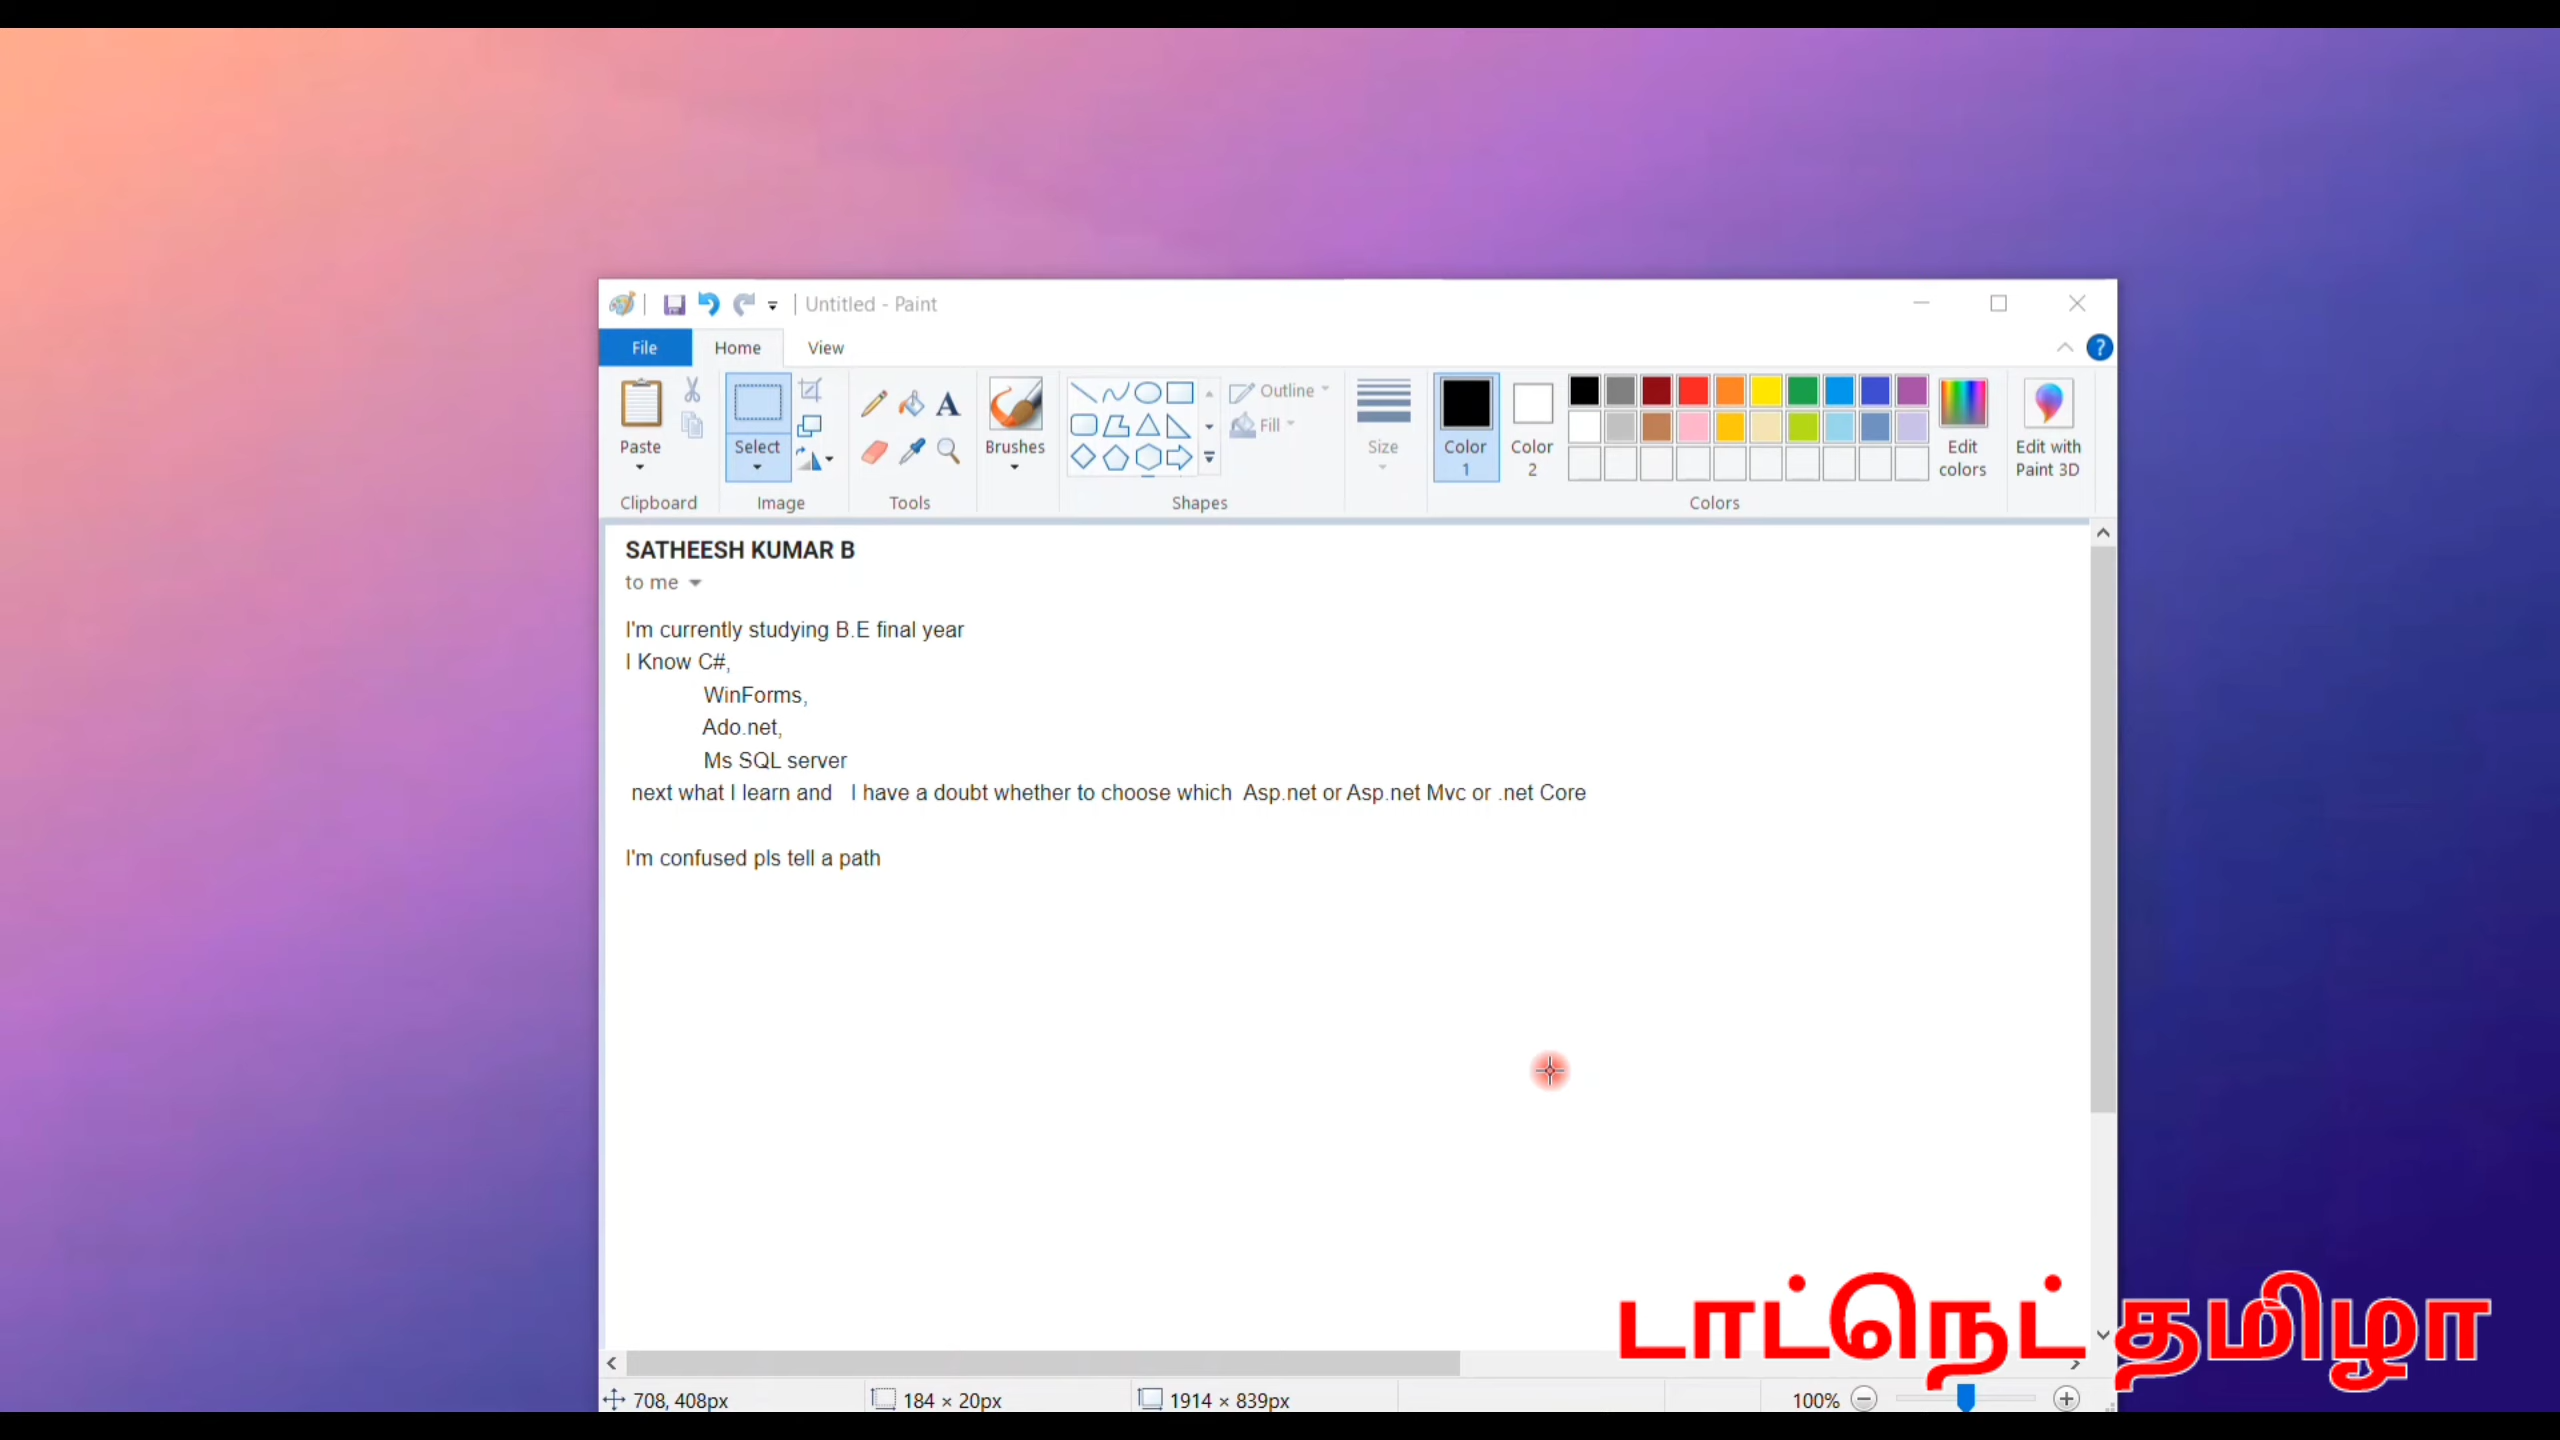 Untitled - Paint
File Home View
Paste
Select
Brushes
Outline
Fill
Size
Color 1
Color 2
Edit colors
Edit with Paint 3D
Clipboard Image Tools Shapes Colors
SATHEESH KUMAR B
to me
I'm currently studying B.E final year
I Know C#,
WinForms,
Ado.net,
Ms SQL server
next what I learn and I have a doubt whether to choose which Asp.net or Asp.net Mvc or .net Core
I'm confused pls tell a path
டாட்நெட் தமிழா
708, 408px 184 × 20px 1914 × 839px 100%